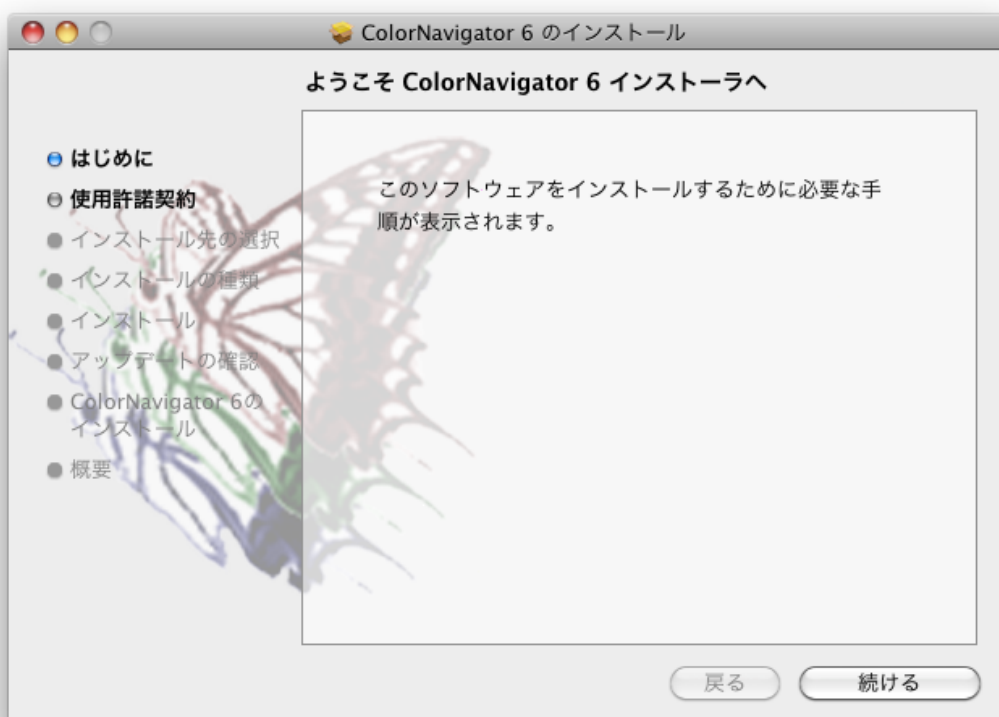 ColorNavigator 6 のインストール
ようこそ ColorNavigator 6 インストーラへ
はじめに
使用許諾契約
インストール先の選択
インストールの種類
インストール
アップデートの確認
ColorNavigator 6の
インストール
概要
このソフトウェアをインストールするために必要な手
順が表示されます。
戻る
続ける